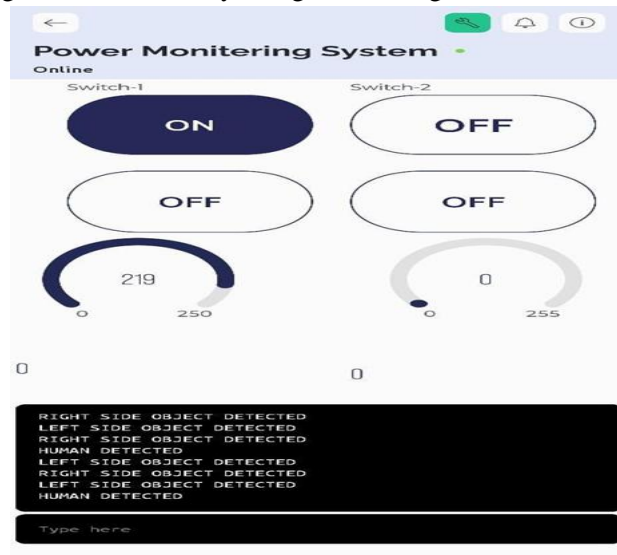 Power Monitering System
Online
Switch-1 Switch-2
ON OFF
OFF OFF
219 0
0 250 0 255
0 0
RIGHT SIDE OBJECT DETECTED
LEFT SIDE OBJECT DETECTED
RIGHT SIDE OBJECT DETECTED
HUMAN DETECTED
LEFT SIDE OBJECT DETECTED
RIGHT SIDE OBJECT DETECTED
LEFT SIDE OBJECT DETECTED
HUMAN DETECTED
Type here